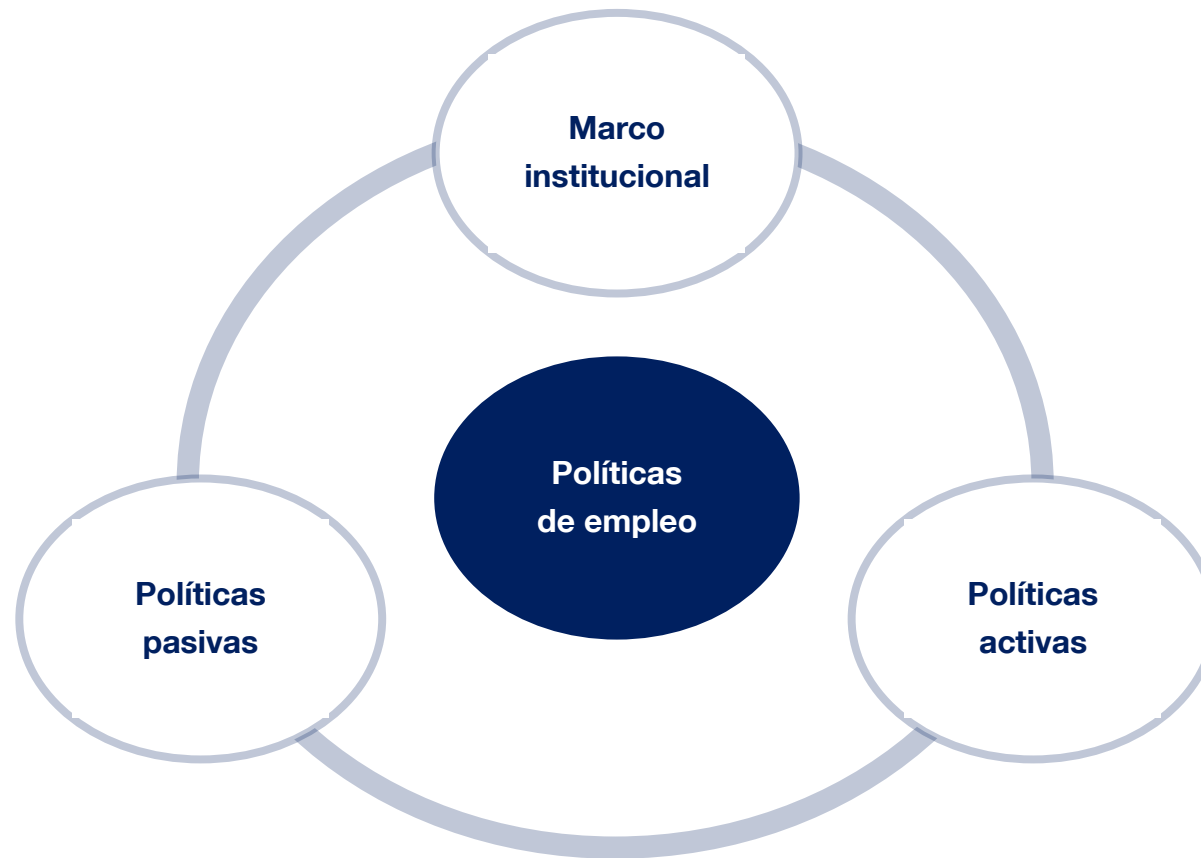 Marco
institucional
Políticas
de empleo
Políticas
pasivas
Políticas
activas